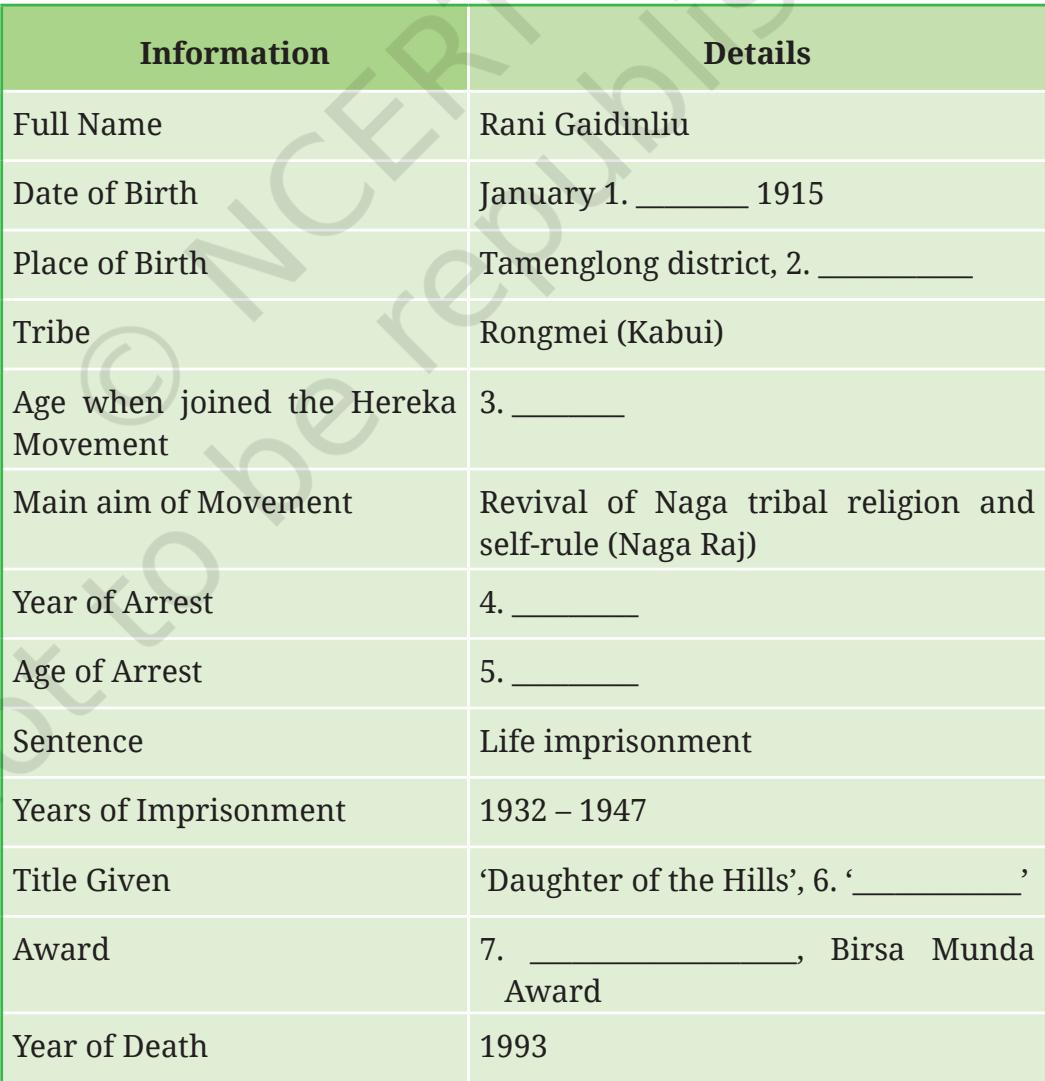 Information Details
Full Name Rani Gaidinliu
Date of Birth January 1. ________ 1915
Place of Birth Tamenglong district, 2. ___________
Tribe Rongmei (Kabui)
Age when joined the Hereka Movement 3. ________
Main aim of Movement Revival of Naga tribal religion and self-rule (Naga Raj)
Year of Arrest 4. _________
Age of Arrest 5. _________
Sentence Life imprisonment
Years of Imprisonment 1932 – 1947
Title Given ‘Daughter of the Hills’, 6. ‘____________’
Award 7. ___________________, Birsa Munda Award
Year of Death 1993
© NCERT
not to be republis